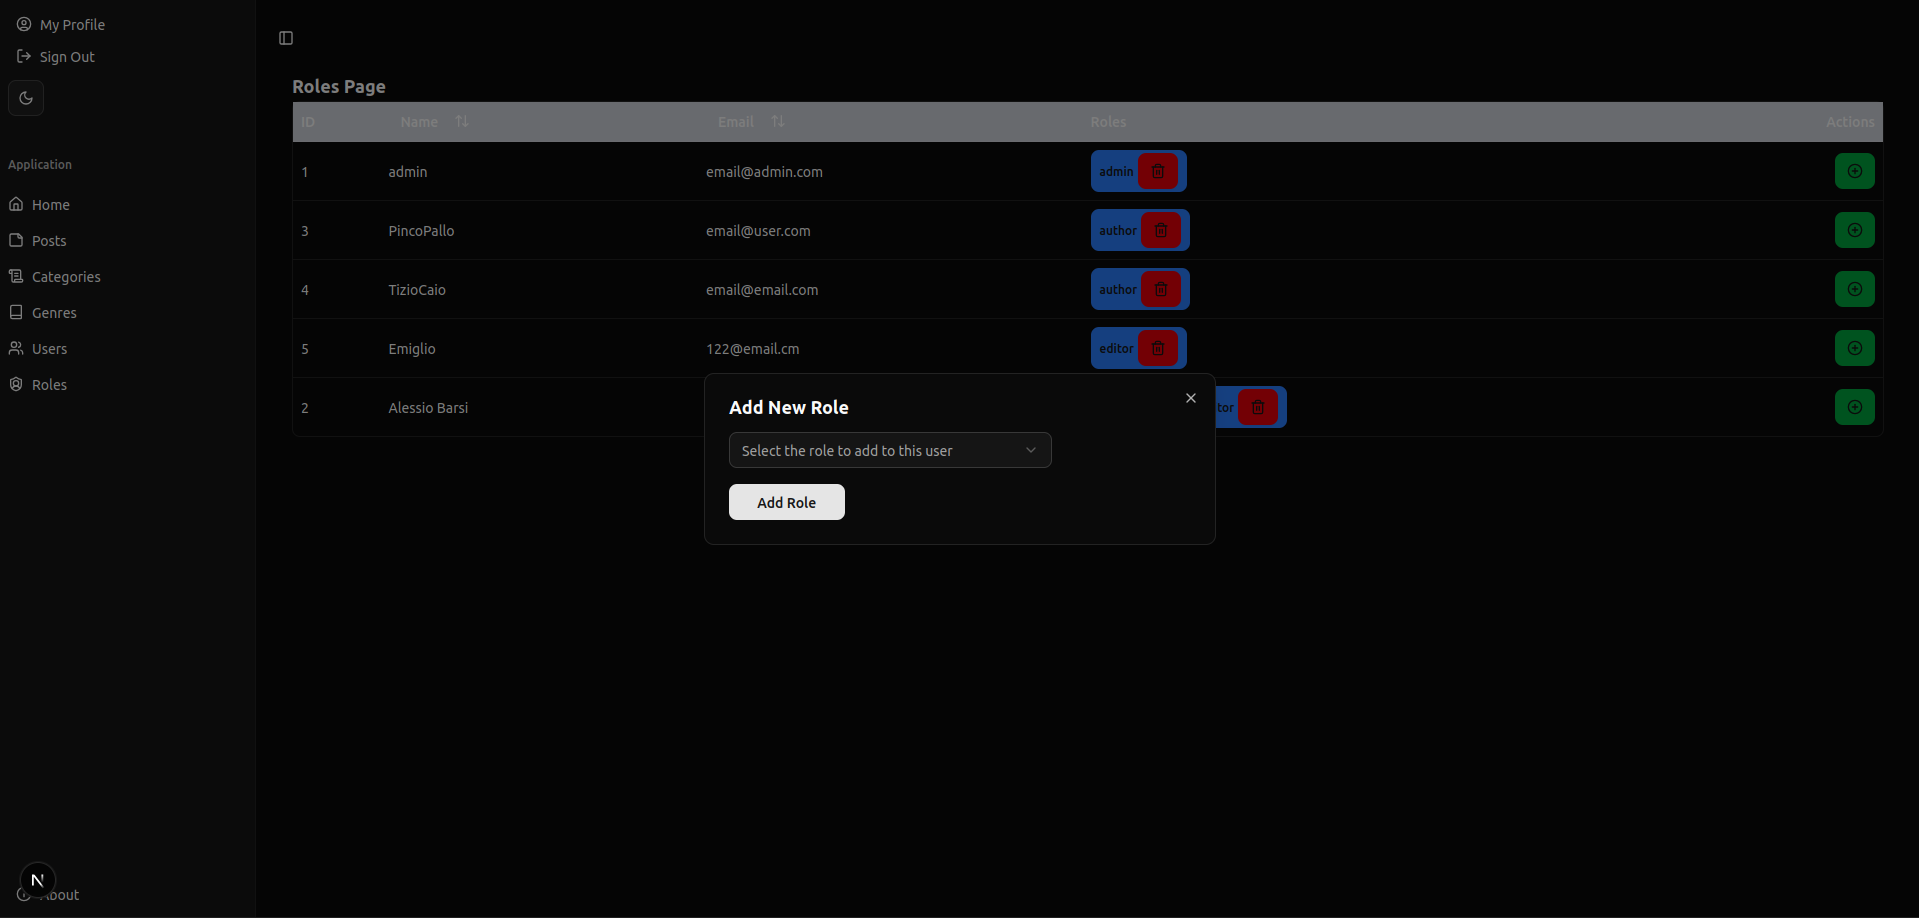 My Profile
Sign Out
Application
Home
Posts
Categories
Genres
Users
Roles
N
Roles Page
ID Name Email Roles Actions
1 admin email@admin.com admin
3 PincoPallo email@user.com author
4 TizioCaio email@email.com author
5 Emiglio 122@email.cm editor
2 Alessio Barsi
Add New Role
Select the role to add to this user
Add Role